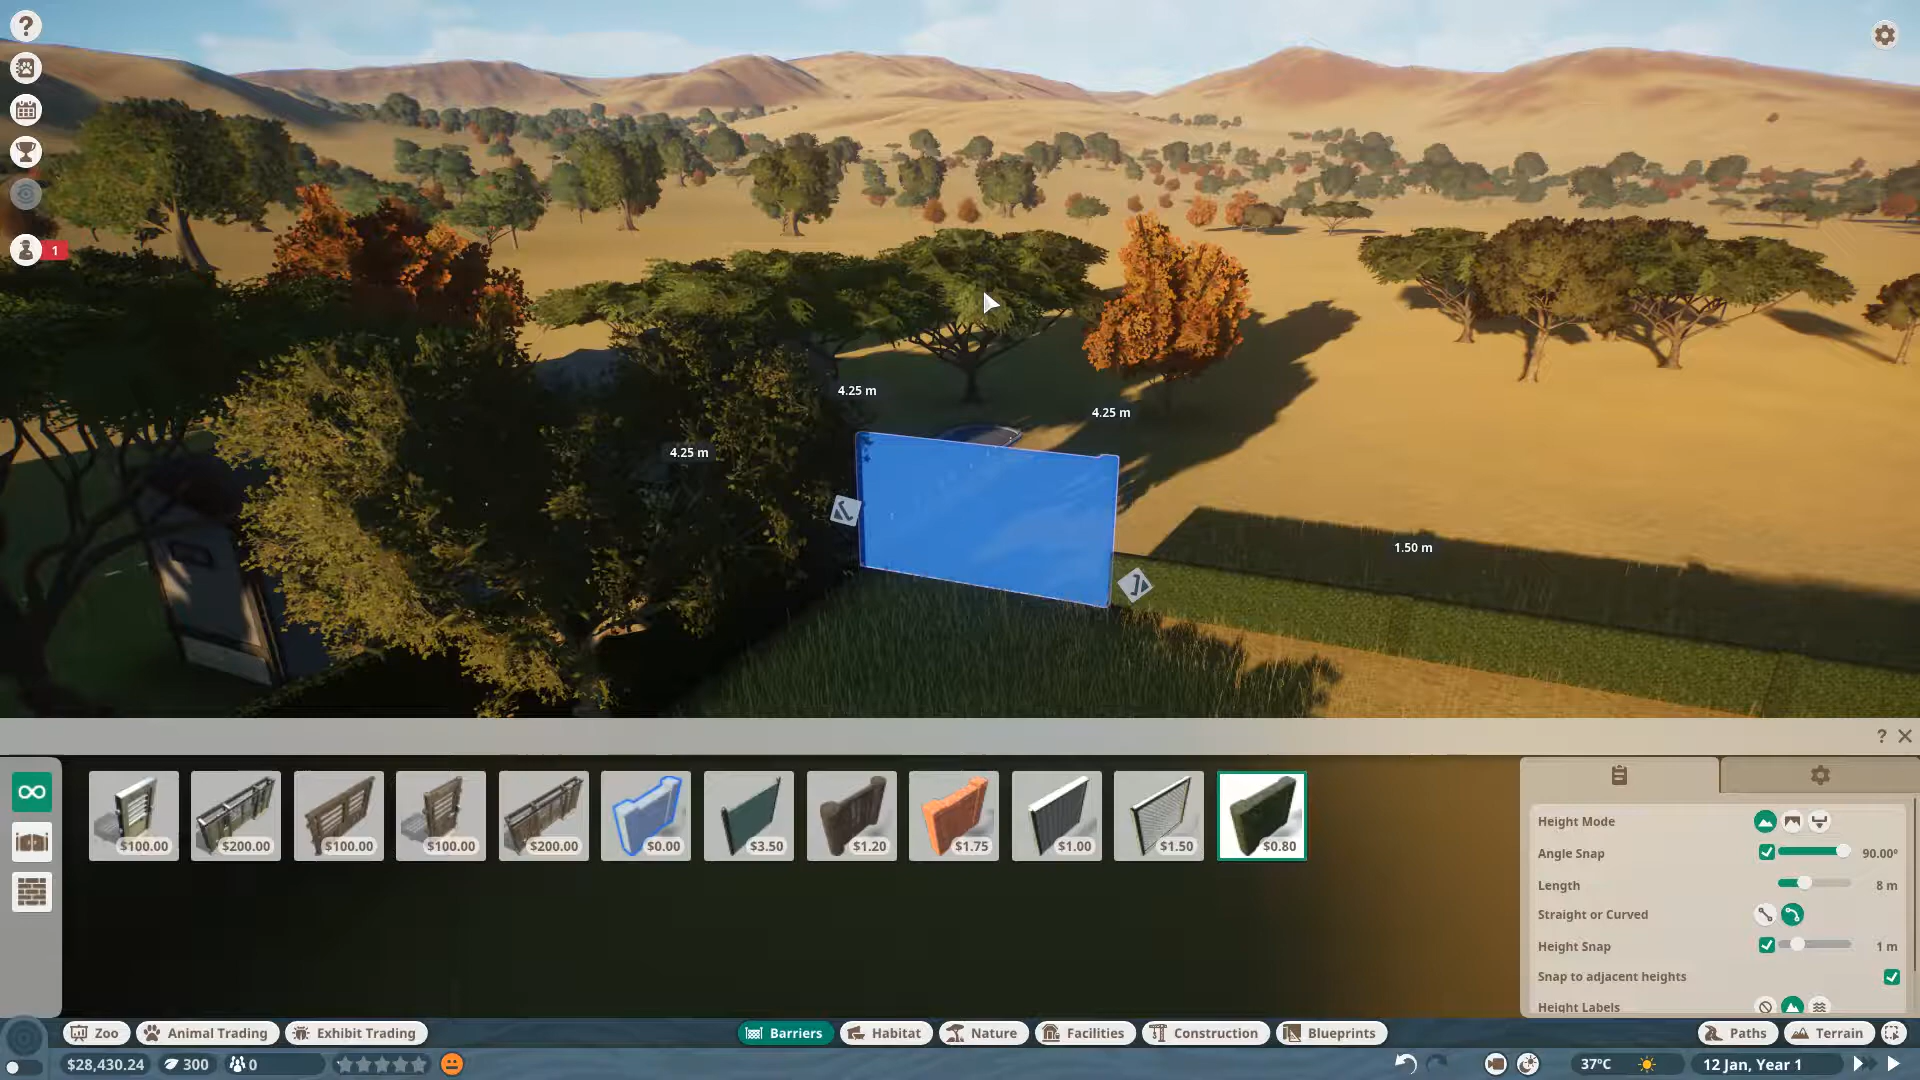 ?
1
4.25 m
4.25 m
4.25 m
1.50 m
?
$100.00
$200.00
$100.00
$100.00
$200.00
$0.00
$3.50
$1.20
$1.75
$1.00
$1.50
$0.80
Height Mode
Angle Snap 90.00°
Length 8 m
Straight or Curved
Height Snap 1 m
Snap to adjacent heights
Height Labels
Zoo Animal Trading Exhibit Trading Barriers Habitat Nature Facilities Construction Blueprints Paths Terrain
$28,430.24 300 0 37°C 12 Jan, Year 1